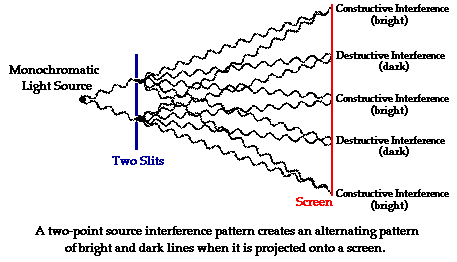 Constructive Interference
(bright)
Destructive Interference
(dark)
Monochromatic
Light Source
Constructive Interference
(bright)
Destructive Interference
(dark)
Two Slits
Constructive Interference
(bright)
Screen
A two-point source interference pattern creates an alternating pattern
of bright and dark lines when it is projected onto a screen.